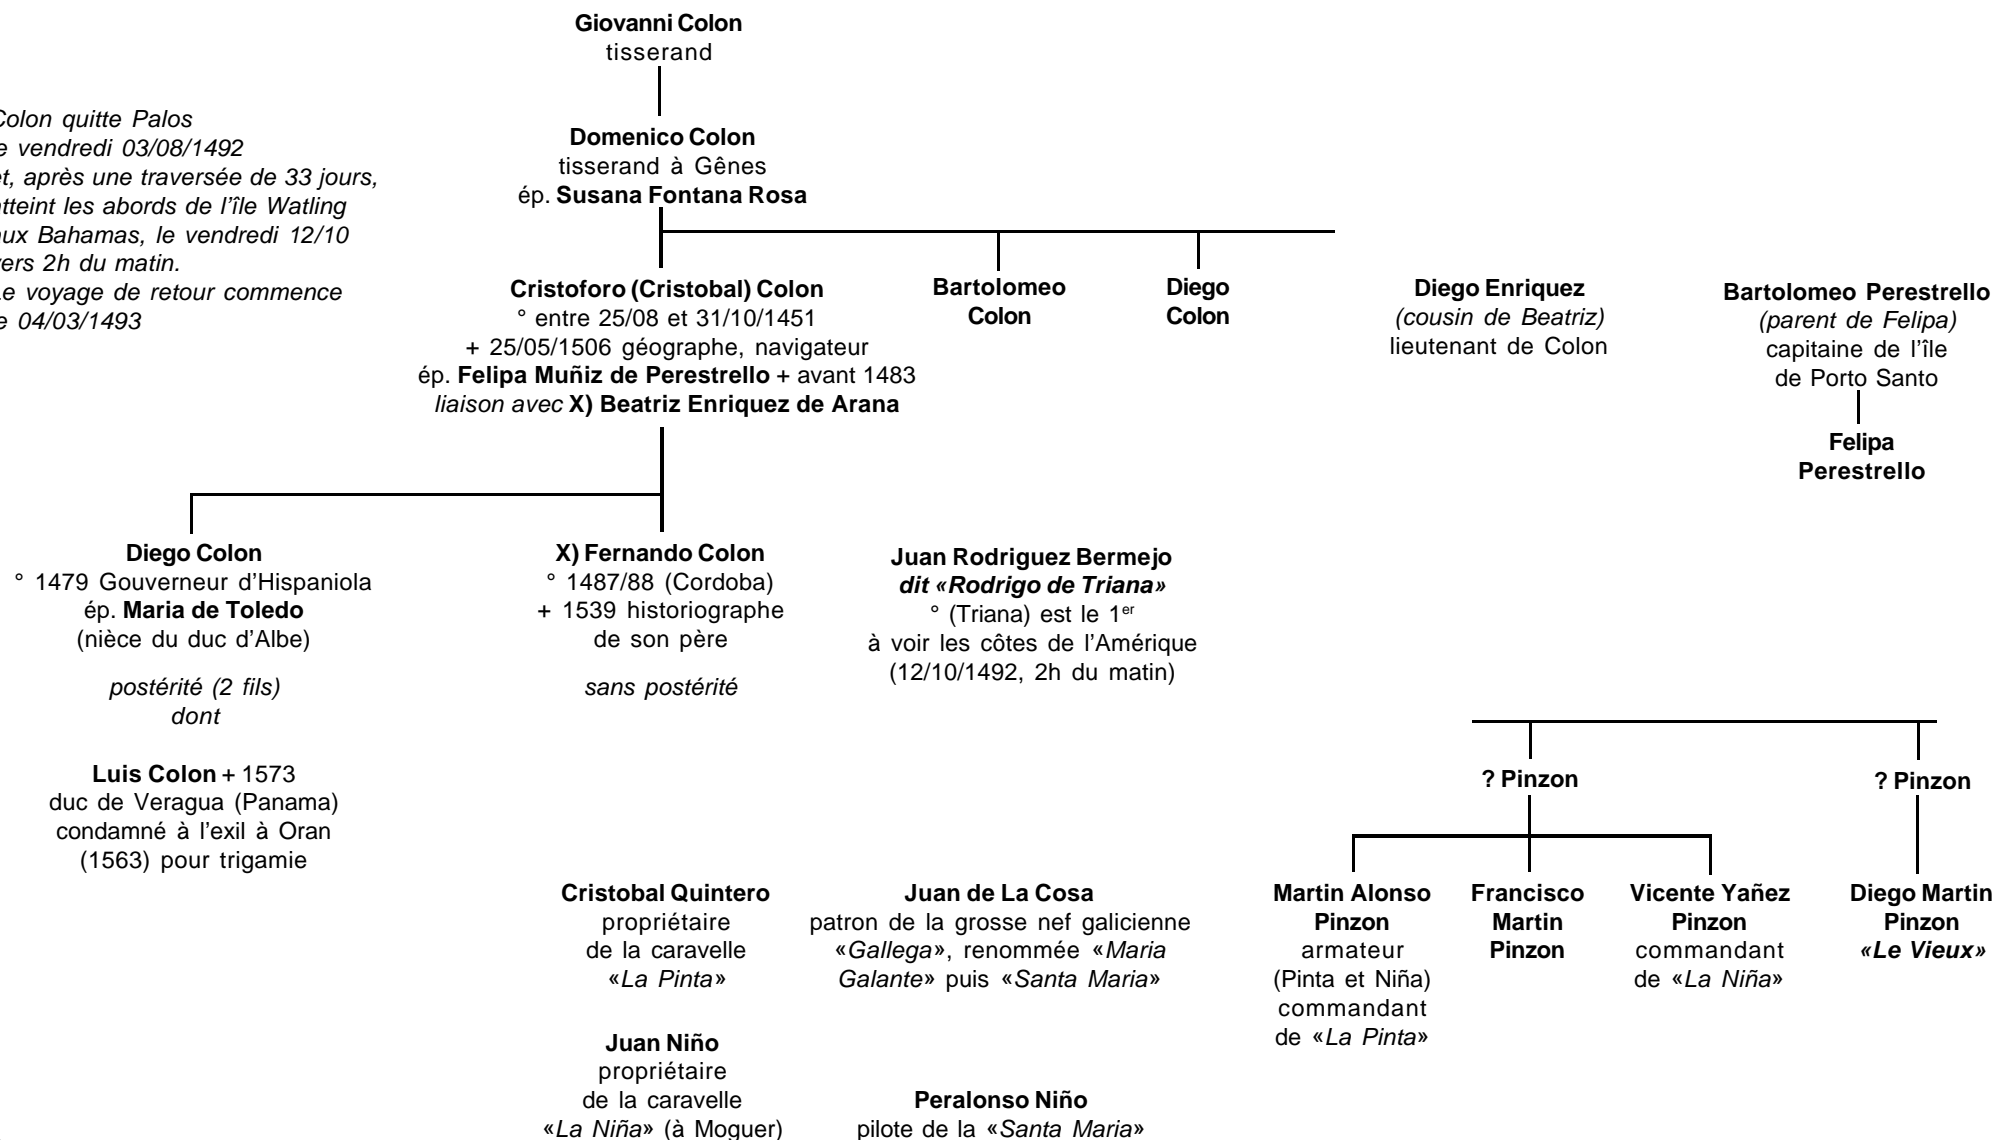 Giovanni Colon
tisserand
Colon quitte Palos
le vendredi 03/08/1492
et, après une traversée de 33 jours,
atteint les abords de l’île Watling
aux Bahamas, le vendredi 12/10
vers 2h du matin.
Le voyage de retour commence
le 04/03/1493
Domenico Colon
tisserand à Gênes
ép. Susana Fontana Rosa
Cristoforo (Cristobal) Colon
° entre 25/08 et 31/10/1451
+ 25/05/1506 géographe, navigateur
ép. Felipa Muñiz de Perestrello + avant 1483
liaison avec X) Beatriz Enriquez de Arana
Bartolomeo
Colon
Diego
Colon
Diego Enriquez
(cousin de Beatriz)
lieutenant de Colon
Bartolomeo Perestrello
(parent de Felipa)
capitaine de l’île
de Porto Santo
Felipa
Perestrello
Diego Colon
° 1479 Gouverneur d’Hispaniola
ép. Maria de Toledo
(nièce du duc d’Albe)
postérité (2 fils)
dont
Luis Colon + 1573
duc de Veragua (Panama)
condamné à l’exil à Oran
(1563) pour trigamie
X) Fernando Colon
° 1487/88 (Cordoba)
+ 1539 historiographe
de son père
sans postérité
Juan Rodriguez Bermejo
dit «Rodrigo de Triana»
° (Triana) est le 1er
à voir les côtes de l’Amérique
(12/10/1492, 2h du matin)
? Pinzon
? Pinzon
Cristobal Quintero
propriétaire
de la caravelle
«La Pinta»
Juan de La Cosa
patron de la grosse nef galicienne
«Gallega», renommée «Maria
Galante» puis «Santa Maria»
Martin Alonso
Pinzon
armateur
(Pinta et Niña)
commandant
de «La Pinta»
Francisco
Martin
Pinzon
Vicente Yañez
Pinzon
commandant
de «La Niña»
Diego Martin
Pinzon
«Le Vieux»
Juan Niño
propriétaire
de la caravelle
«La Niña» (à Moguer)
Peralonso Niño
pilote de la «Santa Maria»